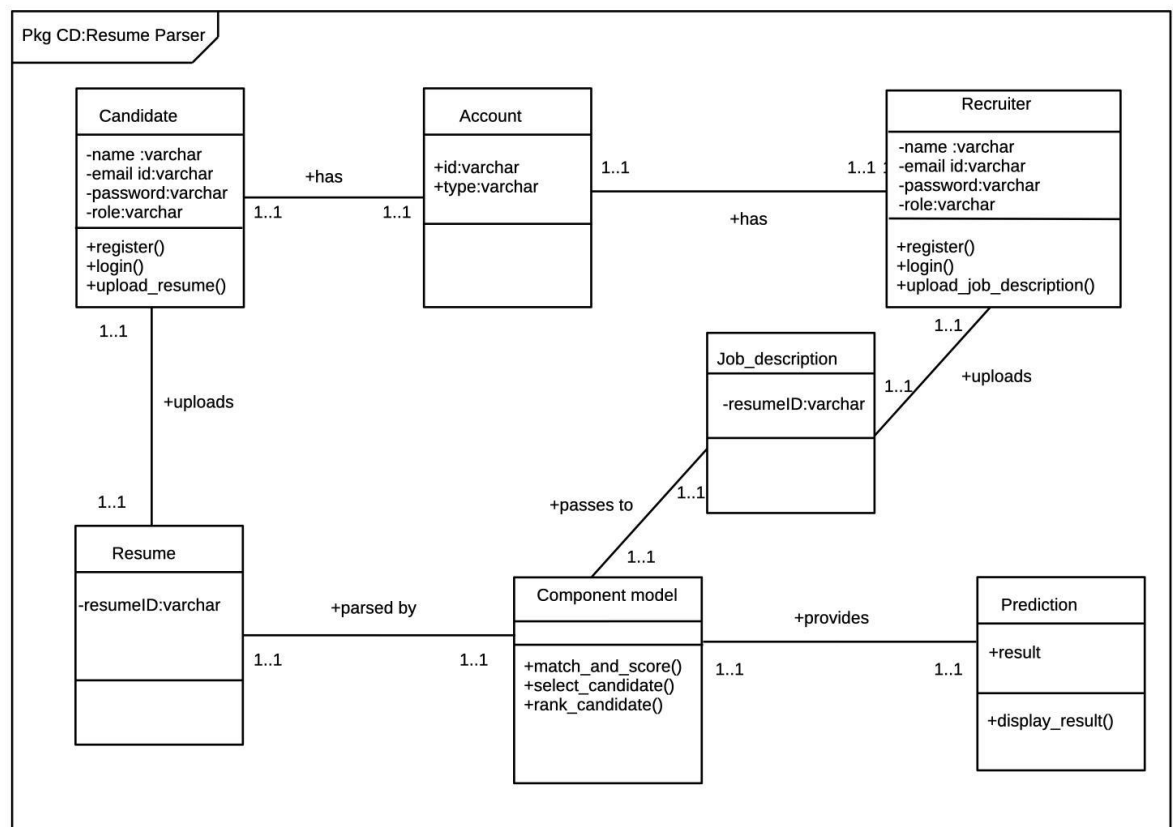 Pkg CD:Resume Parser
Candidate
-name :varchar
-email id:varchar
-password:varchar
-role:varchar
+register()
+login()
+upload_resume()
+has
1..1
1..1
Account
+id:varchar
+type:varchar
1..1
1..1
+has
Recruiter
-name :varchar
-email id:varchar
-password:varchar
-role:varchar
+register()
+login()
+upload_job_description()
1..1
+uploads
1..1
1..1
+uploads
1..1
Job_description
-resumeID:varchar
+passes to
1..1
1..1
Resume
-resumeID:varchar
+parsed by
1..1
1..1
Component model
+match_and_score()
+select_candidate()
+rank_candidate()
+provides
1..1
1..1
Prediction
+result
+display_result()